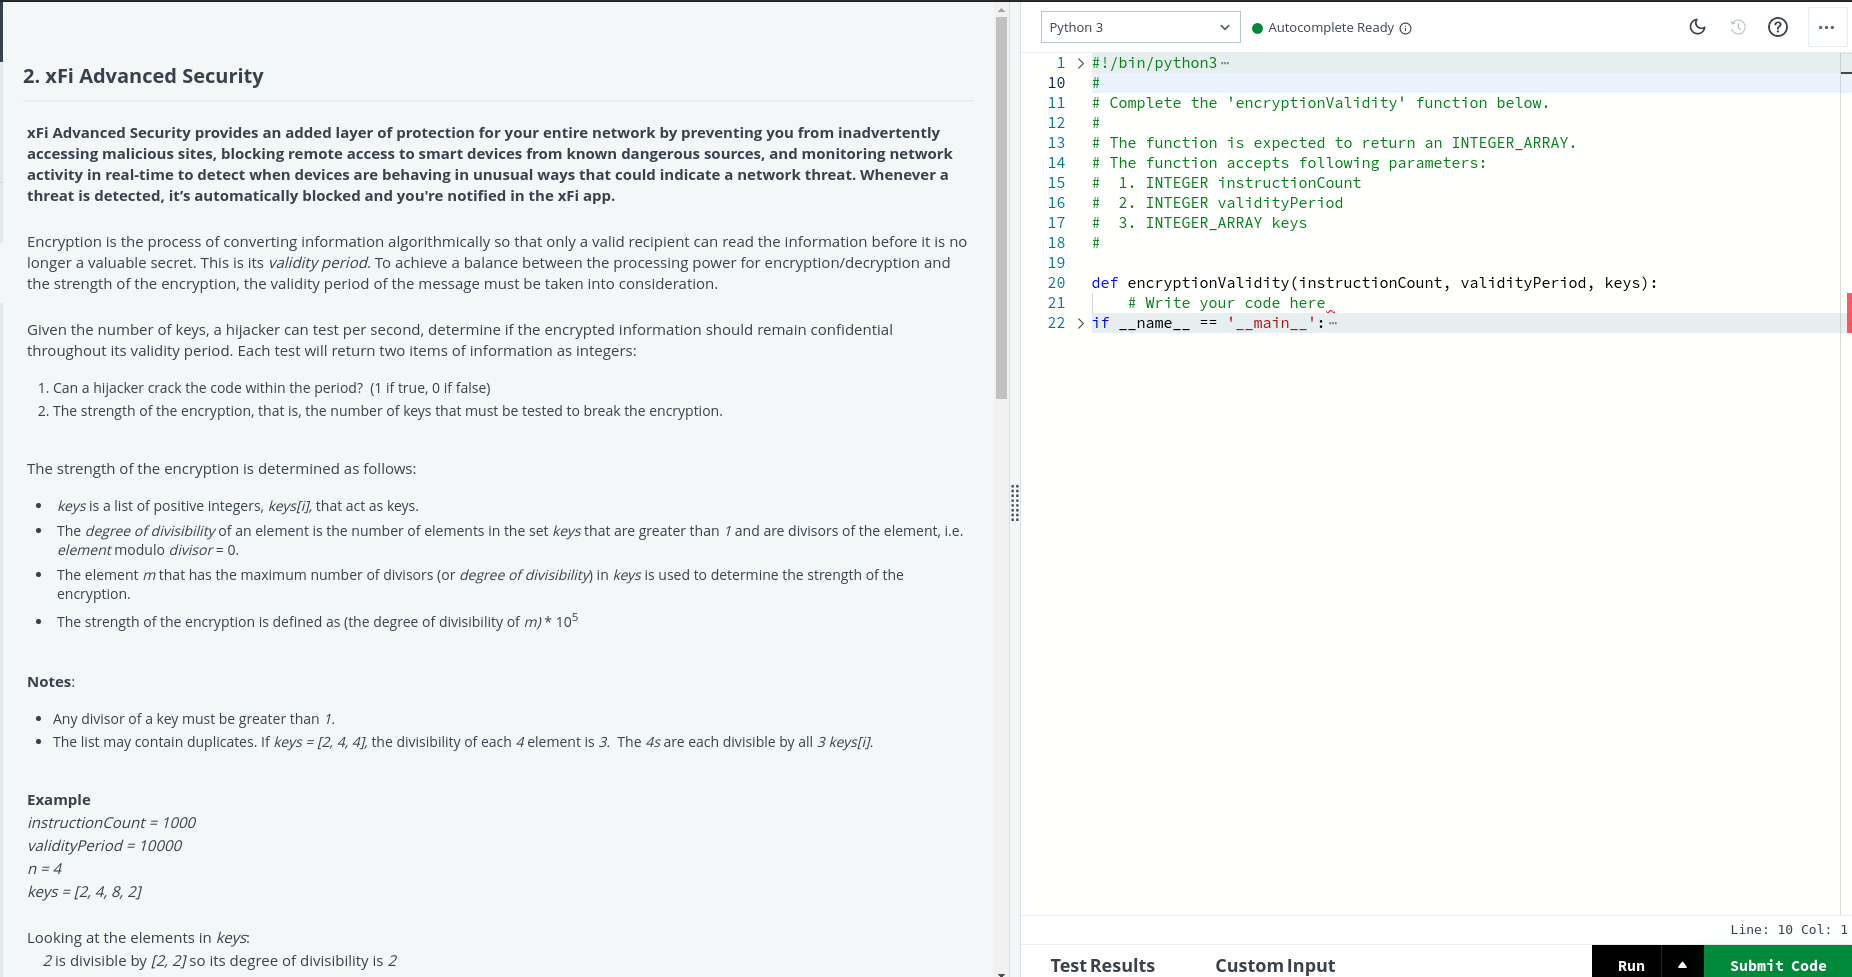 2. xFi Advanced Security
xFi Advanced Security provides an added layer of protection for your entire network by preventing you from inadvertently
accessing malicious sites, blocking remote access to smart devices from known dangerous sources, and monitoring network
activity in real-time to detect when devices are behaving in unusual ways that could indicate a network threat. Whenever a
threat is detected, it’s automatically blocked and you're notified in the xFi app.
Encryption is the process of converting information algorithmically so that only a valid recipient can read the information before it is no
longer a valuable secret. This is its validity period. To achieve a balance between the processing power for encryption/decryption and
the strength of the encryption, the validity period of the message must be taken into consideration.
Given the number of keys, a hijacker can test per second, determine if the encrypted information should remain confidential
throughout its validity period. Each test will return two items of information as integers:
1. Can a hijacker crack the code within the period?  (1 if true, 0 if false)
2. The strength of the encryption, that is, the number of keys that must be tested to break the encryption.
The strength of the encryption is determined as follows:
• keys is a list of positive integers, keys[i], that act as keys.
• The degree of divisibility of an element is the number of elements in the set keys that are greater than 1 and are divisors of the element, i.e.
element modulo divisor = 0.
• The element m that has the maximum number of divisors (or degree of divisibility) in keys is used to determine the strength of the
encryption.
• The strength of the encryption is defined as (the degree of divisibility of m) * 10⁵
Notes:
• Any divisor of a key must be greater than 1.
• The list may contain duplicates. If keys = [2, 4, 4], the divisibility of each 4 element is 3.  The 4s are each divisible by all 3 keys[i].
Example
instructionCount = 1000
validityPeriod = 10000
n = 4
keys = [2, 4, 8, 2]
Looking at the elements in keys:
2 is divisible by [2, 2] so its degree of divisibility is 2
Python 3
Autocomplete Ready
1 #!/bin/python3
10 #
11 # Complete the 'encryptionValidity' function below.
12 #
13 # The function is expected to return an INTEGER_ARRAY.
14 # The function accepts following parameters:
15 #  1. INTEGER instructionCount
16 #  2. INTEGER validityPeriod
17 #  3. INTEGER_ARRAY keys
18 #
19
20 def encryptionValidity(instructionCount, validityPeriod, keys):
21     # Write your code here
22 if __name__ == '__main__':
Line: 10 Col: 1
Test Results
Custom Input
Run
Submit Code